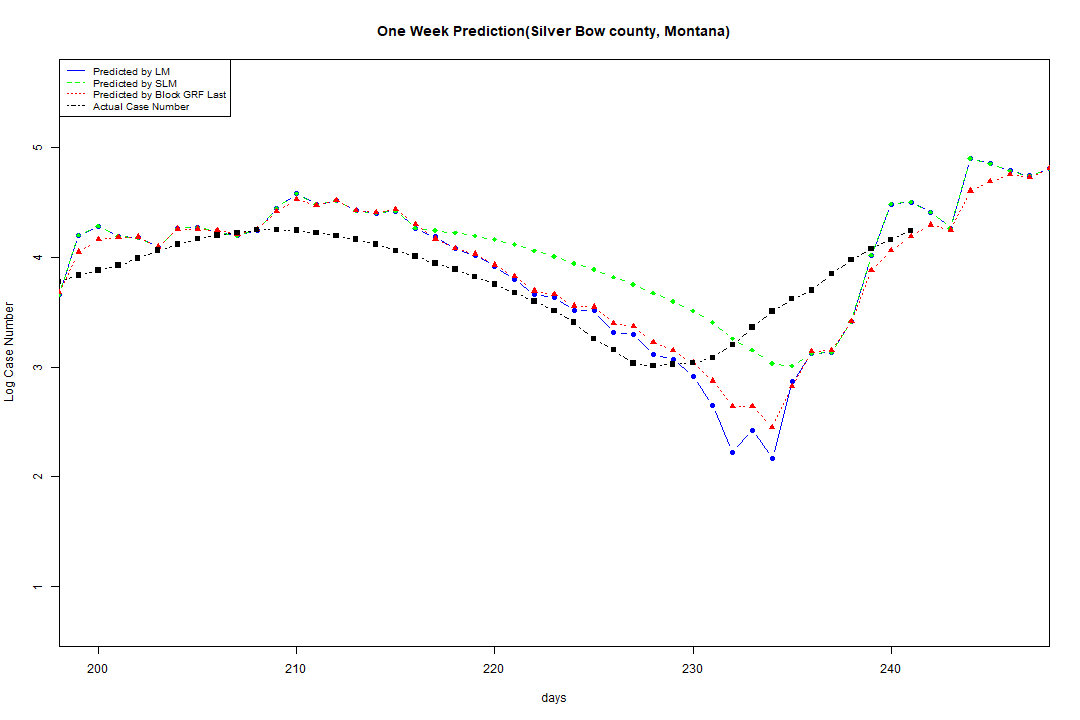 One Week Prediction(Silver Bow county, Montana)
Predicted by LM
Predicted by SLM
Predicted by Block GRF Last
Actual Case Number
5
4
3
2
1
Log Case Number
200 210 220 230 240
days